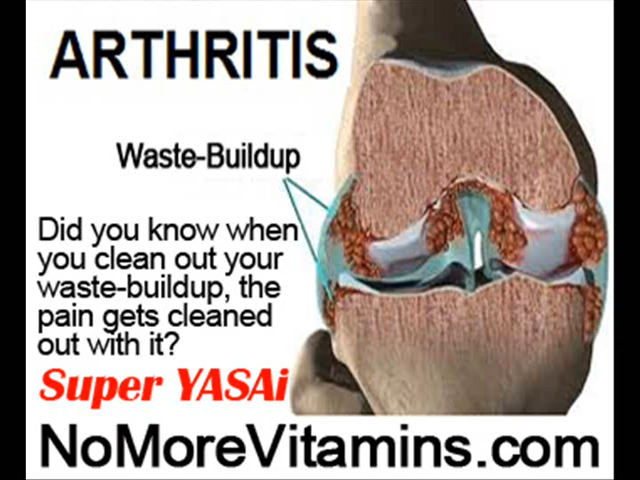 ARTHRITIS
Waste-Buildup
Did you know when
you clean out your
waste-buildup, the
pain gets cleaned
out with it?
Super YASAi
NoMoreVitamins.com